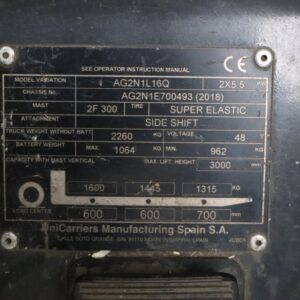 SEE OPERATOR INSTRUCTION MANUAL
CE
MODEL VARIATION AG2N1L16Q 2X5.5 KW
CHASSIS No. AG2N1E700493 (2018)
MAST 2F 300 TIRE SUPER ELASTIC
ATTACHMENT SIDE SHIFT
TRUCK WEIGHT WITHOUT BATT. 2260 KG VOLTAGE 48
BATTERY WEIGHT MAX. 1064 KG MIN. 962 KG
CAPACITY WITH MAST VERTICAL MAX. LIFT HEIGHT 3000 mm
1600 1445 1315 KG
LOAD CENTER 600 600 700 mm
UniCarriers Manufacturing Spain S.A.
SPAIN